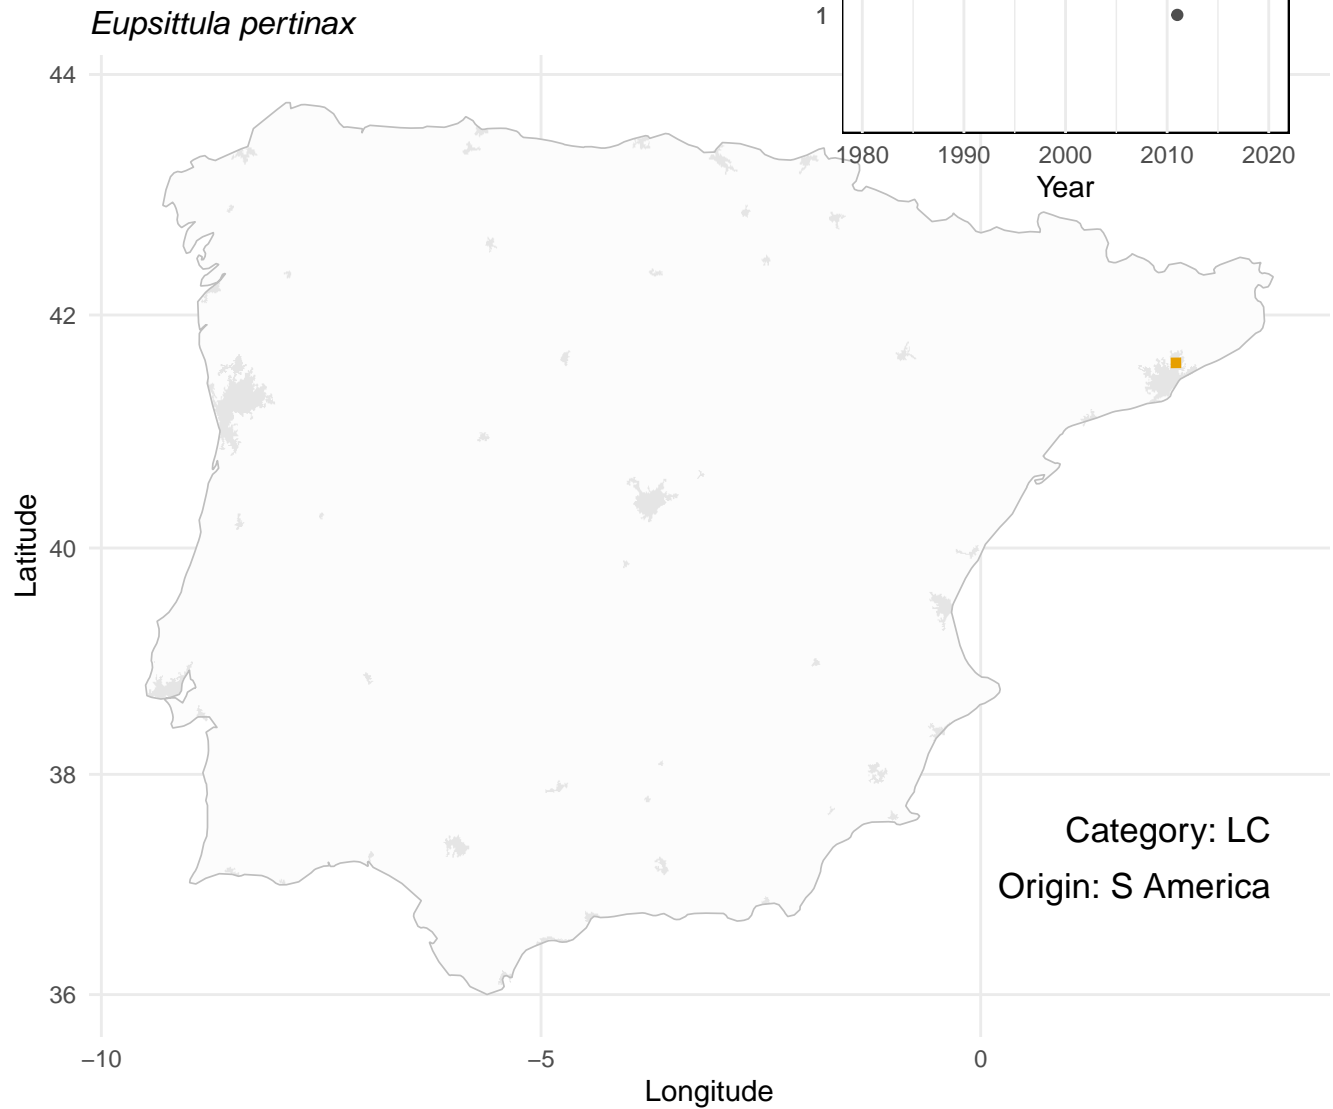 Eupsittula pertinax
1
1980 1990 2000 2010 2020
Year
44
42
40
38
36
Latitude
Category: LC
Origin: S America
−10 −5 0
Longitude